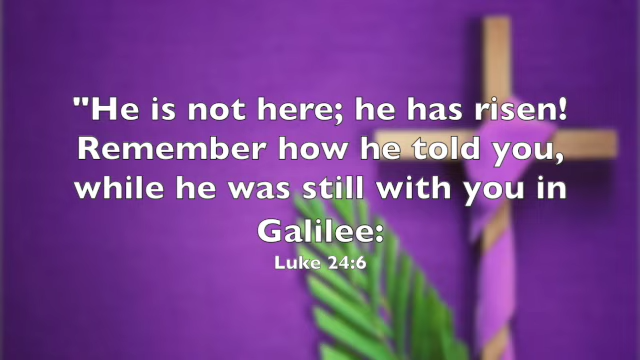 "He is not here; he has risen!
Remember how he told you,
while he was still with you in
Galilee:
Luke 24:6